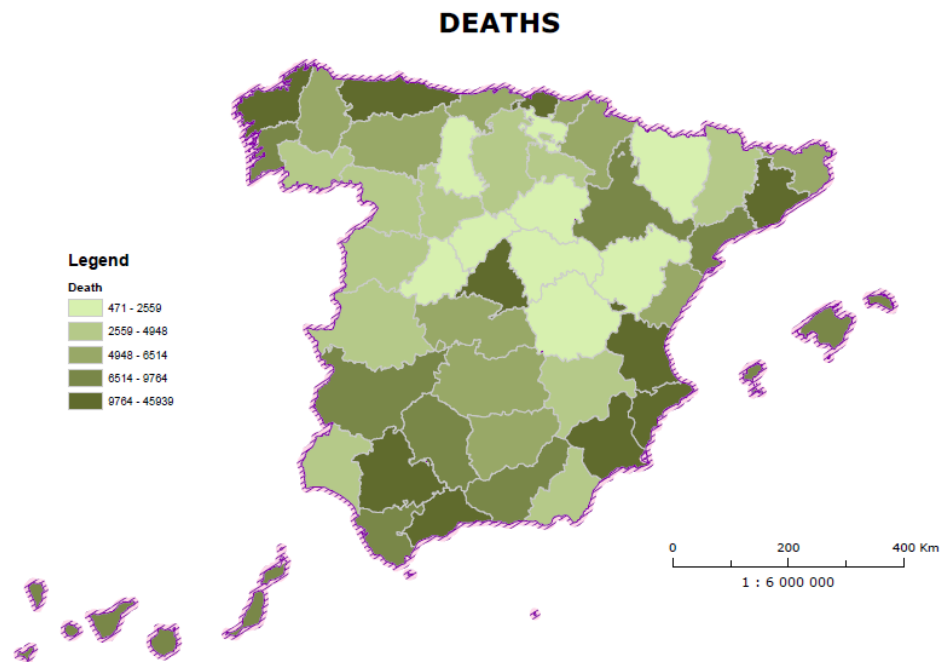 DEATHS
Legend
Death
471 - 2559
2559 - 4948
4948 - 6514
6514 - 9764
9764 - 45939
0 200 400 Km
1 : 6 000 000